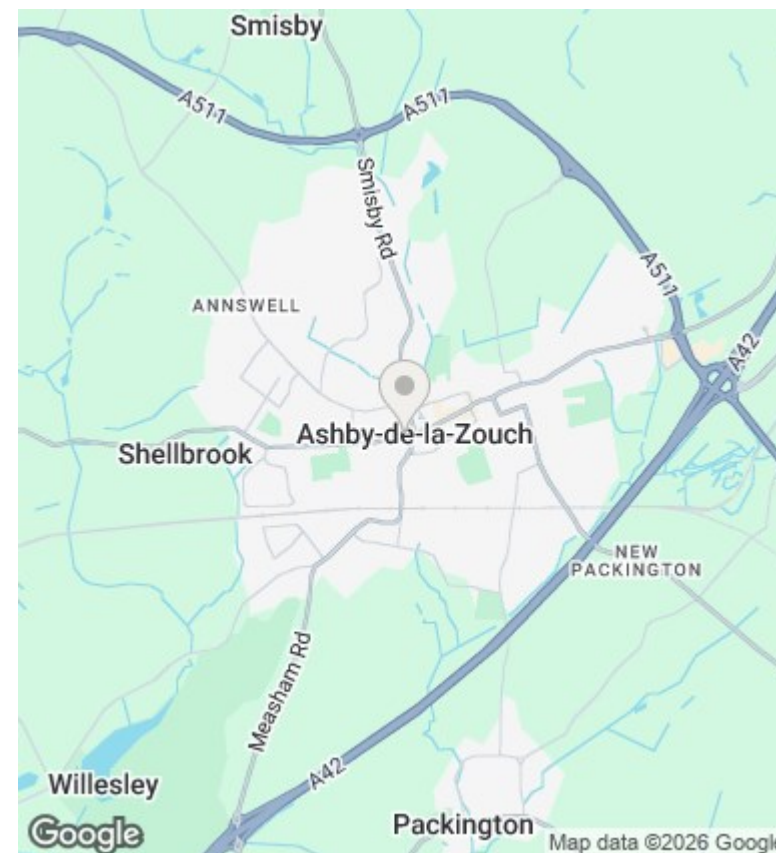 Smisby
A511
A511
Smisby Rd
A511
ANNSWELL
A42
Ashby-de-la-Zouch
Shellbrook
NEW
PACKINGTON
Measham Rd
A42
Willesley
Packington
Google
Map data ©2026 Google